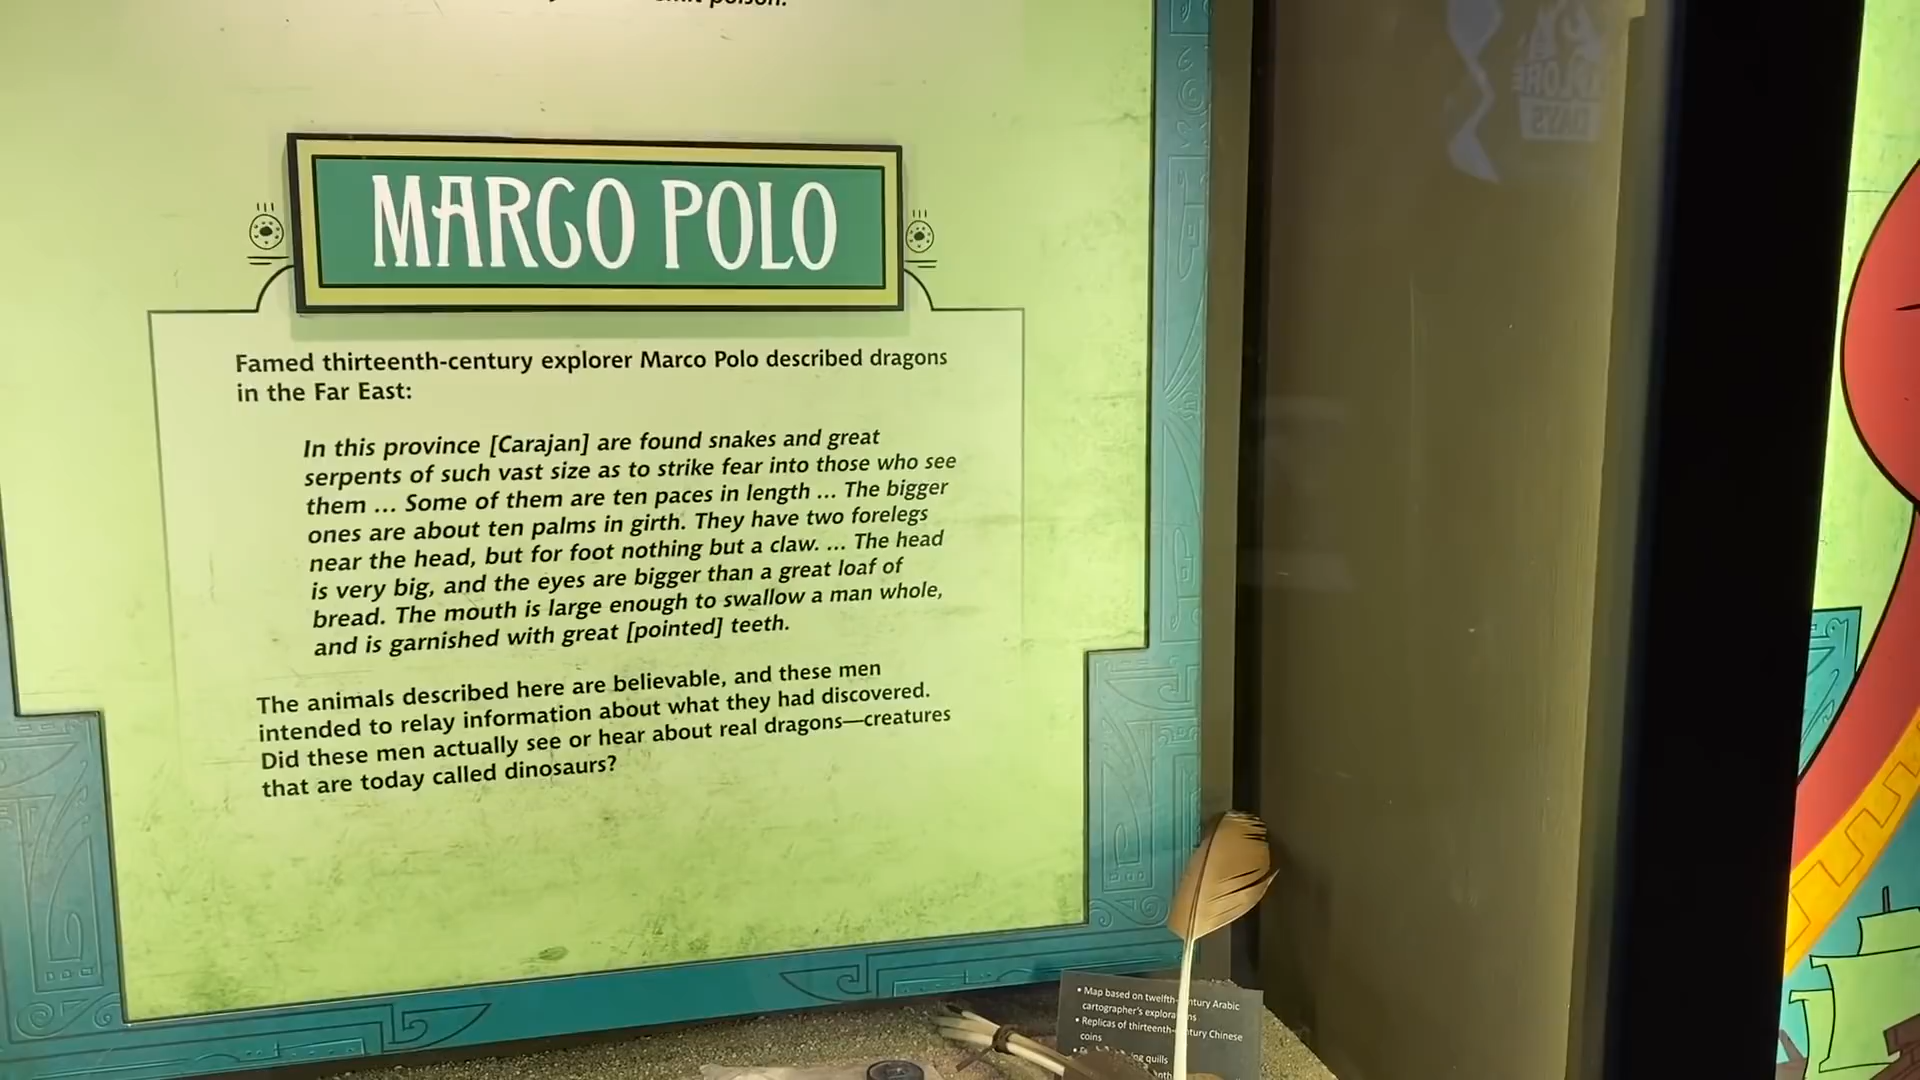 poison.
MARCO POLO
Famed thirteenth-century explorer Marco Polo described dragons
in the Far East:
In this province [Carajan] are found snakes and great
serpents of such vast size as to strike fear into those who see
them ... Some of them are ten paces in length ... The bigger
ones are about ten palms in girth. They have two forelegs
near the head, but for foot nothing but a claw. ... The head
is very big, and the eyes are bigger than a great loaf of
bread. The mouth is large enough to swallow a man whole,
and is garnished with great [pointed] teeth.
The animals described here are believable, and these men
intended to relay information about what they had discovered.
Did these men actually see or hear about real dragons—creatures
that are today called dinosaurs?
• Map based on twelfth-century Arabic
cartographer's explorations
• Replicas of thirteenth-century Chinese
coins
quills